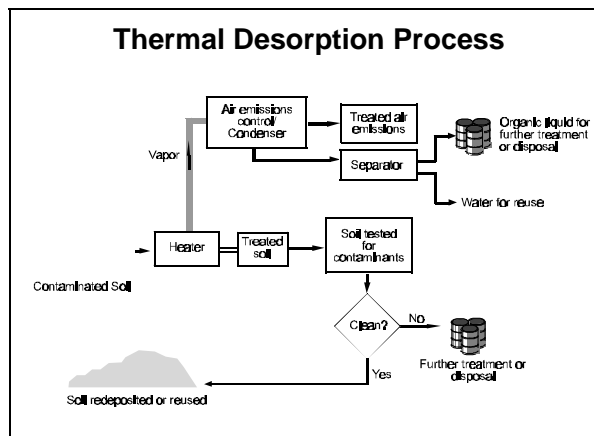 Thermal Desorption Process
Air emissions
control/
Condenser
Treated air
emissions
Organic liquid for
further treatment
or disposal
Vapor
Separator
Water for reuse
Heater
Treated
soil
Soil tested
for
contaminants
Contaminated Soil
Clean?
No
Further treatment or
disposal
Yes
Soil redeposited or reused